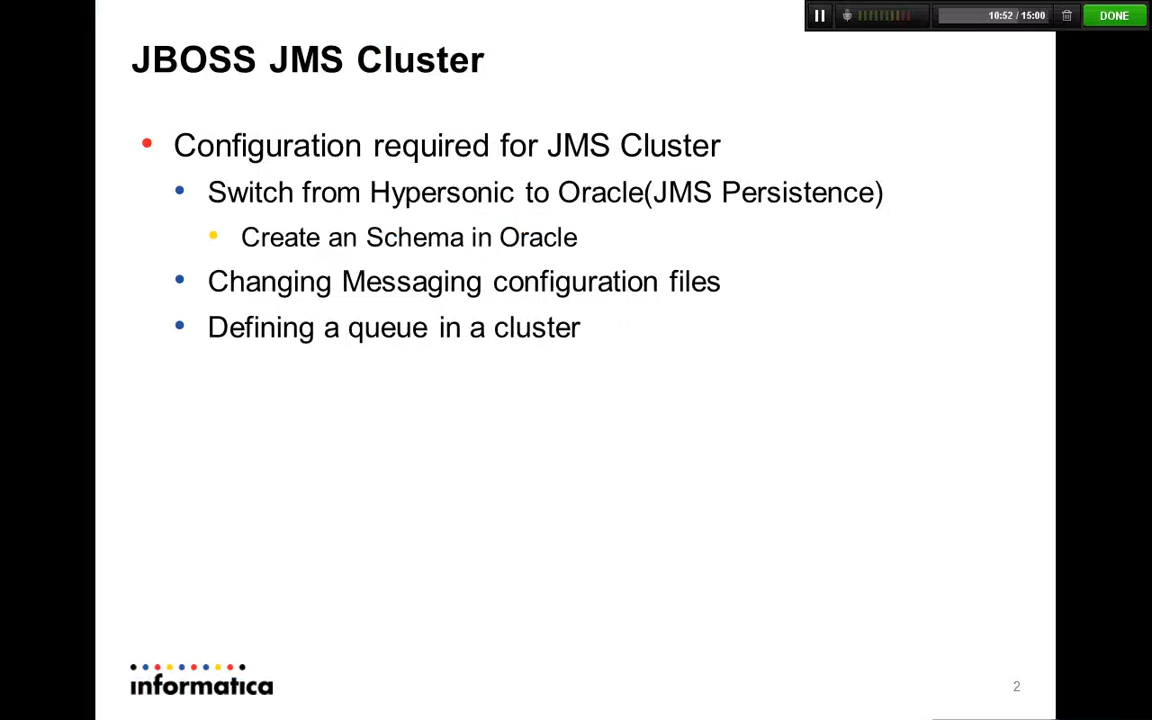 10:52 / 15:00
DONE
JBOSS JMS Cluster
Configuration required for JMS Cluster
Switch from Hypersonic to Oracle(JMS Persistence)
Create an Schema in Oracle
Changing Messaging configuration files
Defining a queue in a cluster
informatica
2